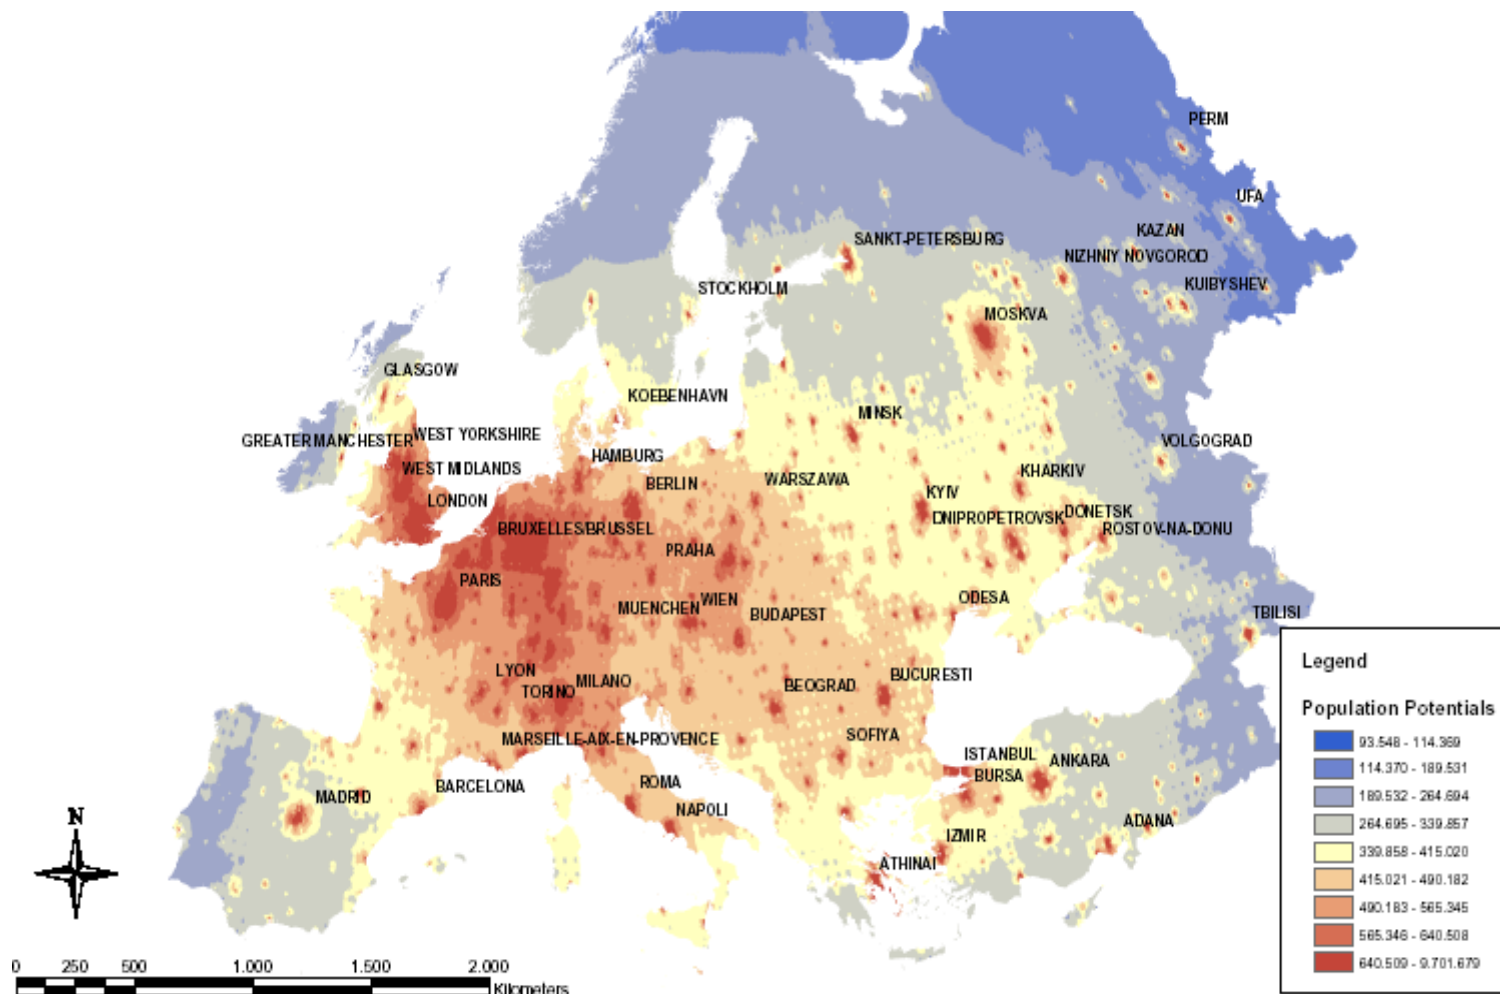 PERM
UFA
KAZAN
SANKT-PETERSBURG
NIZHNIY NOVGOROD
KUIBYSHEV
STOCKHOLM
MOSKVA
GLASGOW
KOEBENHAVN
MINSK
GREATER MANCHESTER
WEST YORKSHIRE
VOLGOGRAD
HAMBURG
WEST MIDLANDS
KHARKIV
BERLIN
WARSZAWA
LONDON
KYIV
DNIPROPETROVSK
DONETSK
BRUXELLES/BRUSSEL
ROSTOV-NA-DONU
PRAHA
PARIS
MUENCHEN
WIEN
ODESA
BUDAPEST
TBILISI
LYON
BUCURESTI
TORINO
MILANO
BEOGRAD
MARSEILLE-AIX-EN-PROVENCE
SOFIYA
ISTANBUL
ANKARA
BURSA
ROMA
BARCELONA
MADRID
NAPOLI
ADANA
IZMIR
ATHINAI
N
0 250 500 1.000 1.500 2.000
Kilometers
Legend
Population Potentials
93.548 - 114.369
114.370 - 189.531
189.532 - 264.694
264.695 - 339.857
339.858 - 415.020
415.021 - 490.182
490.183 - 565.345
565.346 - 640.508
640.509 - 9.701.679